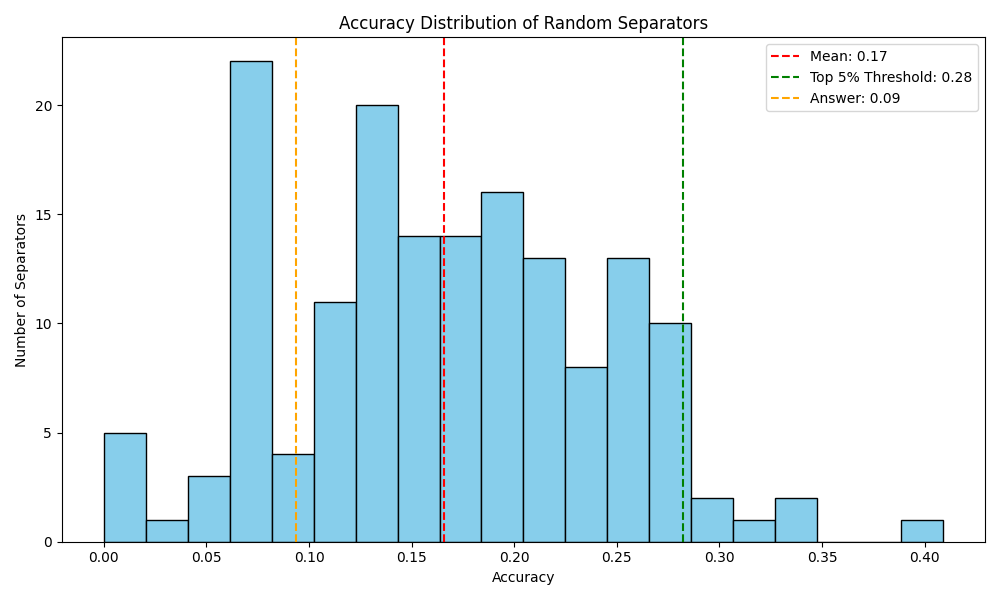 Accuracy Distribution of Random Separators
Mean: 0.17
Top 5% Threshold: 0.28
Answer: 0.09
Number of Separators
20
15
10
5
0
0.00 0.05 0.10 0.15 0.20 0.25 0.30 0.35 0.40
Accuracy